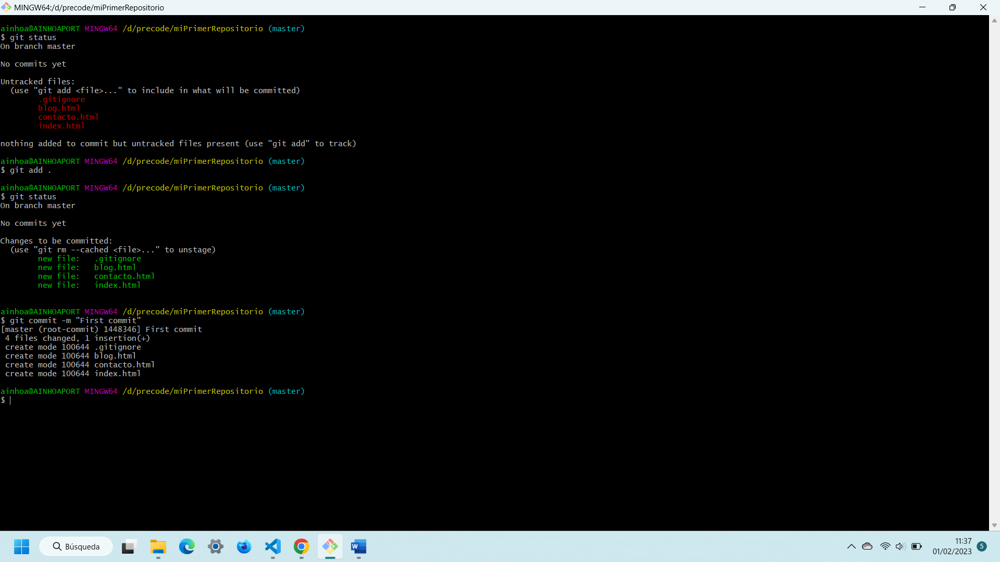 MINGW64:/d/precode/miPrimerRepositorio
ainhoa@AINHOAPORT MINGW64 /d/precode/miPrimerRepositorio (master)
$ git status
On branch master
No commits yet
Untracked files:
(use "git add <file>..." to include in what will be committed)
.gitignore
blog.html
contacto.html
index.html
nothing added to commit but untracked files present (use "git add" to track)
ainhoa@AINHOAPORT MINGW64 /d/precode/miPrimerRepositorio (master)
$ git add .
ainhoa@AINHOAPORT MINGW64 /d/precode/miPrimerRepositorio (master)
$ git status
On branch master
No commits yet
Changes to be committed:
(use "git rm --cached <file>..." to unstage)
new file:   .gitignore
new file:   blog.html
new file:   contacto.html
new file:   index.html
ainhoa@AINHOAPORT MINGW64 /d/precode/miPrimerRepositorio (master)
$ git commit -m "First commit"
[master (root-commit) 1448346] First commit
4 files changed, 1 insertion(+)
create mode 100644 .gitignore
create mode 100644 blog.html
create mode 100644 contacto.html
create mode 100644 index.html
ainhoa@AINHOAPORT MINGW64 /d/precode/miPrimerRepositorio (master)
$
Búsqueda
W
11:37
01/02/2023
5